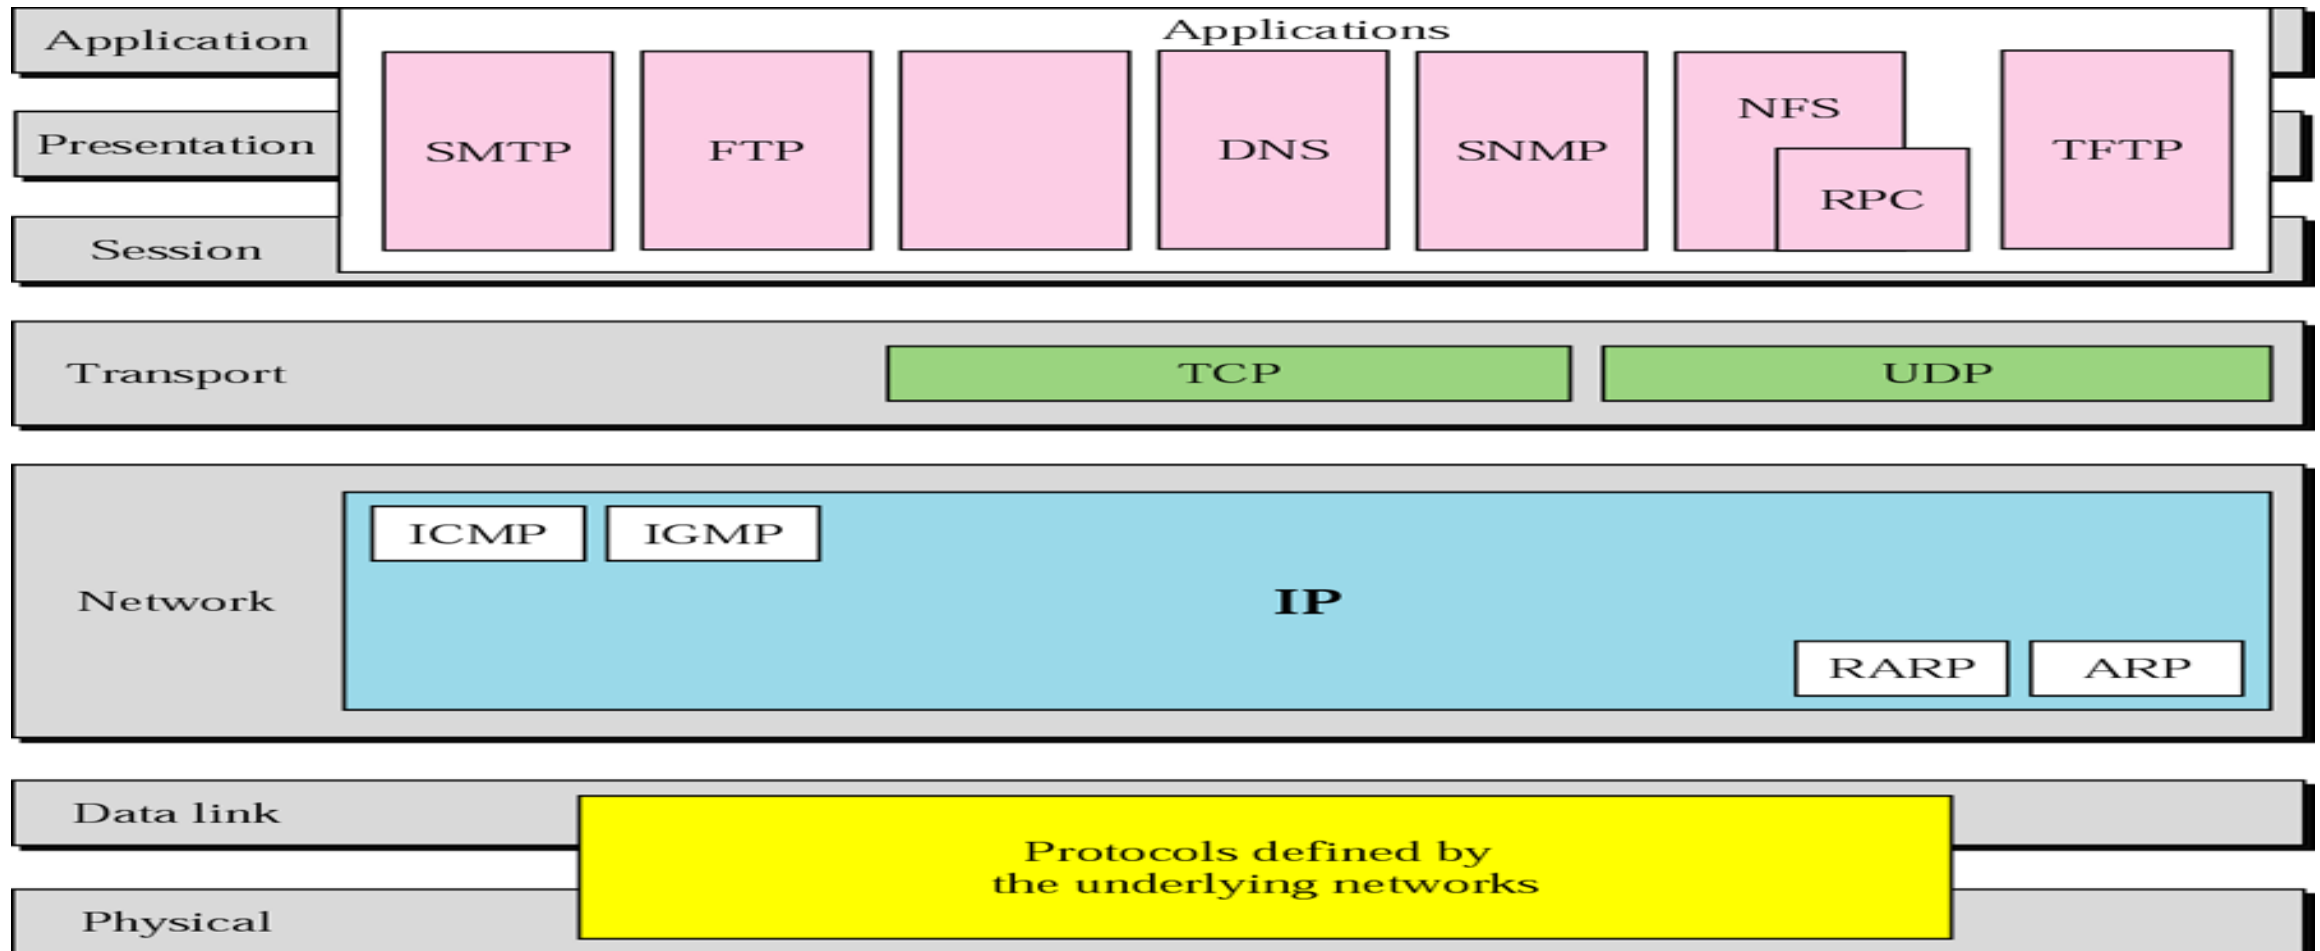 Application
Applications
Presentation
Session
SMTP
FTP
DNS
SNMP
NFS
RPC
TFTP
Transport
TCP
UDP
Network
ICMP
IGMP
IP
RARP
ARP
Data link
Physical
Protocols defined by
the underlying networks